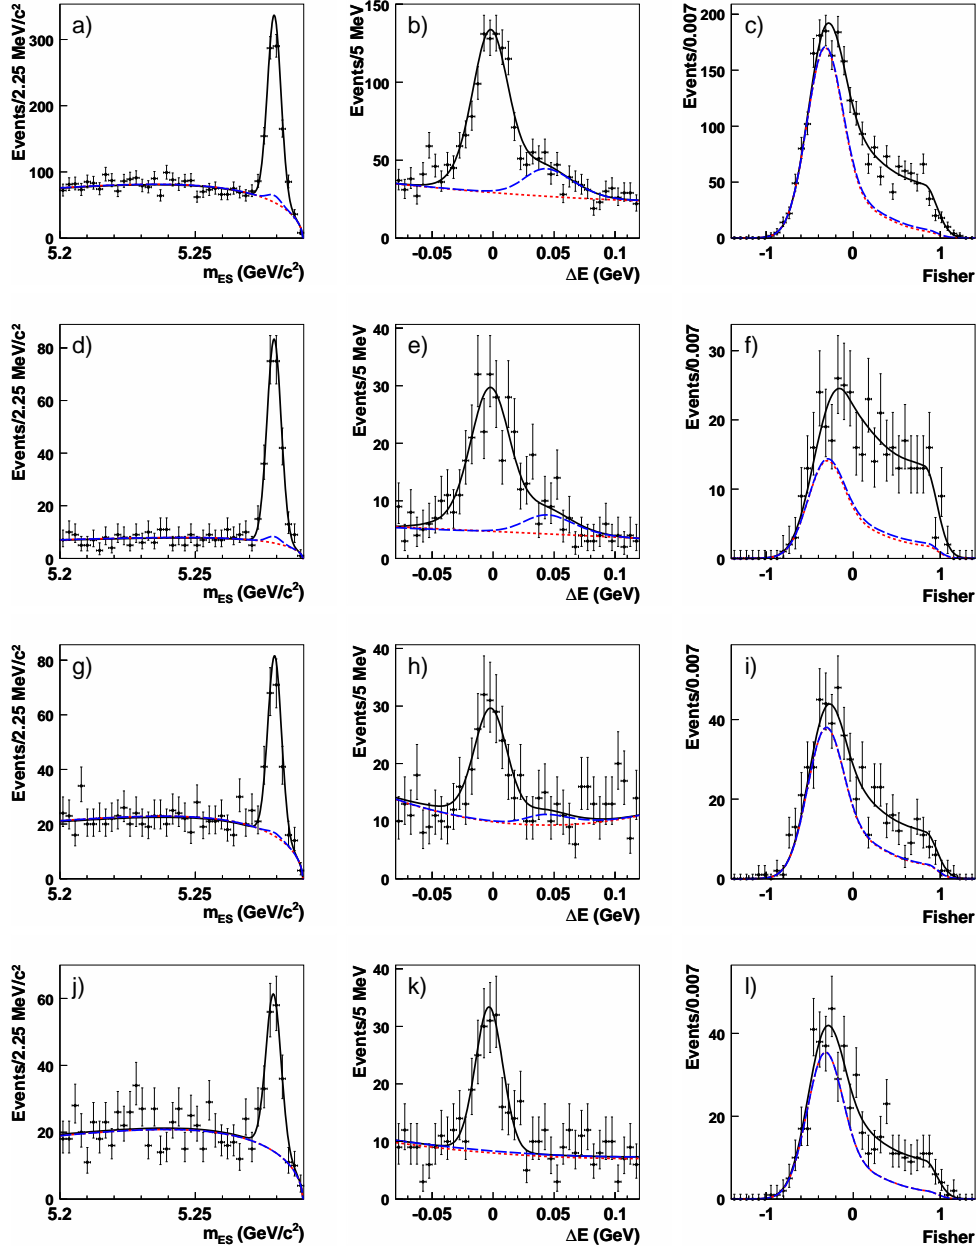 a)
Events/2.25 MeV/c²
300
200
100
0
5.2
5.25
m_ES (GeV/c²)
b)
Events/5 MeV
150
100
50
0
-0.05
0
0.05
0.1
ΔE (GeV)
c)
Events/0.007
200
150
100
50
0
-1
0
1
Fisher
d)
Events/2.25 MeV/c²
80
60
40
20
0
5.2
5.25
m_ES (GeV/c²)
e)
Events/5 MeV
40
30
20
10
0
-0.05
0
0.05
0.1
ΔE (GeV)
f)
Events/0.007
30
20
10
0
-1
0
1
Fisher
g)
Events/2.25 MeV/c²
80
60
40
20
0
5.2
5.25
m_ES (GeV/c²)
h)
Events/5 MeV
40
30
20
10
0
-0.05
0
0.05
0.1
ΔE (GeV)
i)
Events/0.007
40
20
0
-1
0
1
Fisher
j)
Events/2.25 MeV/c²
60
40
20
0
5.2
5.25
m_ES (GeV/c²)
k)
Events/5 MeV
40
30
20
10
0
-0.05
0
0.05
0.1
ΔE (GeV)
l)
Events/0.007
40
20
0
-1
0
1
Fisher